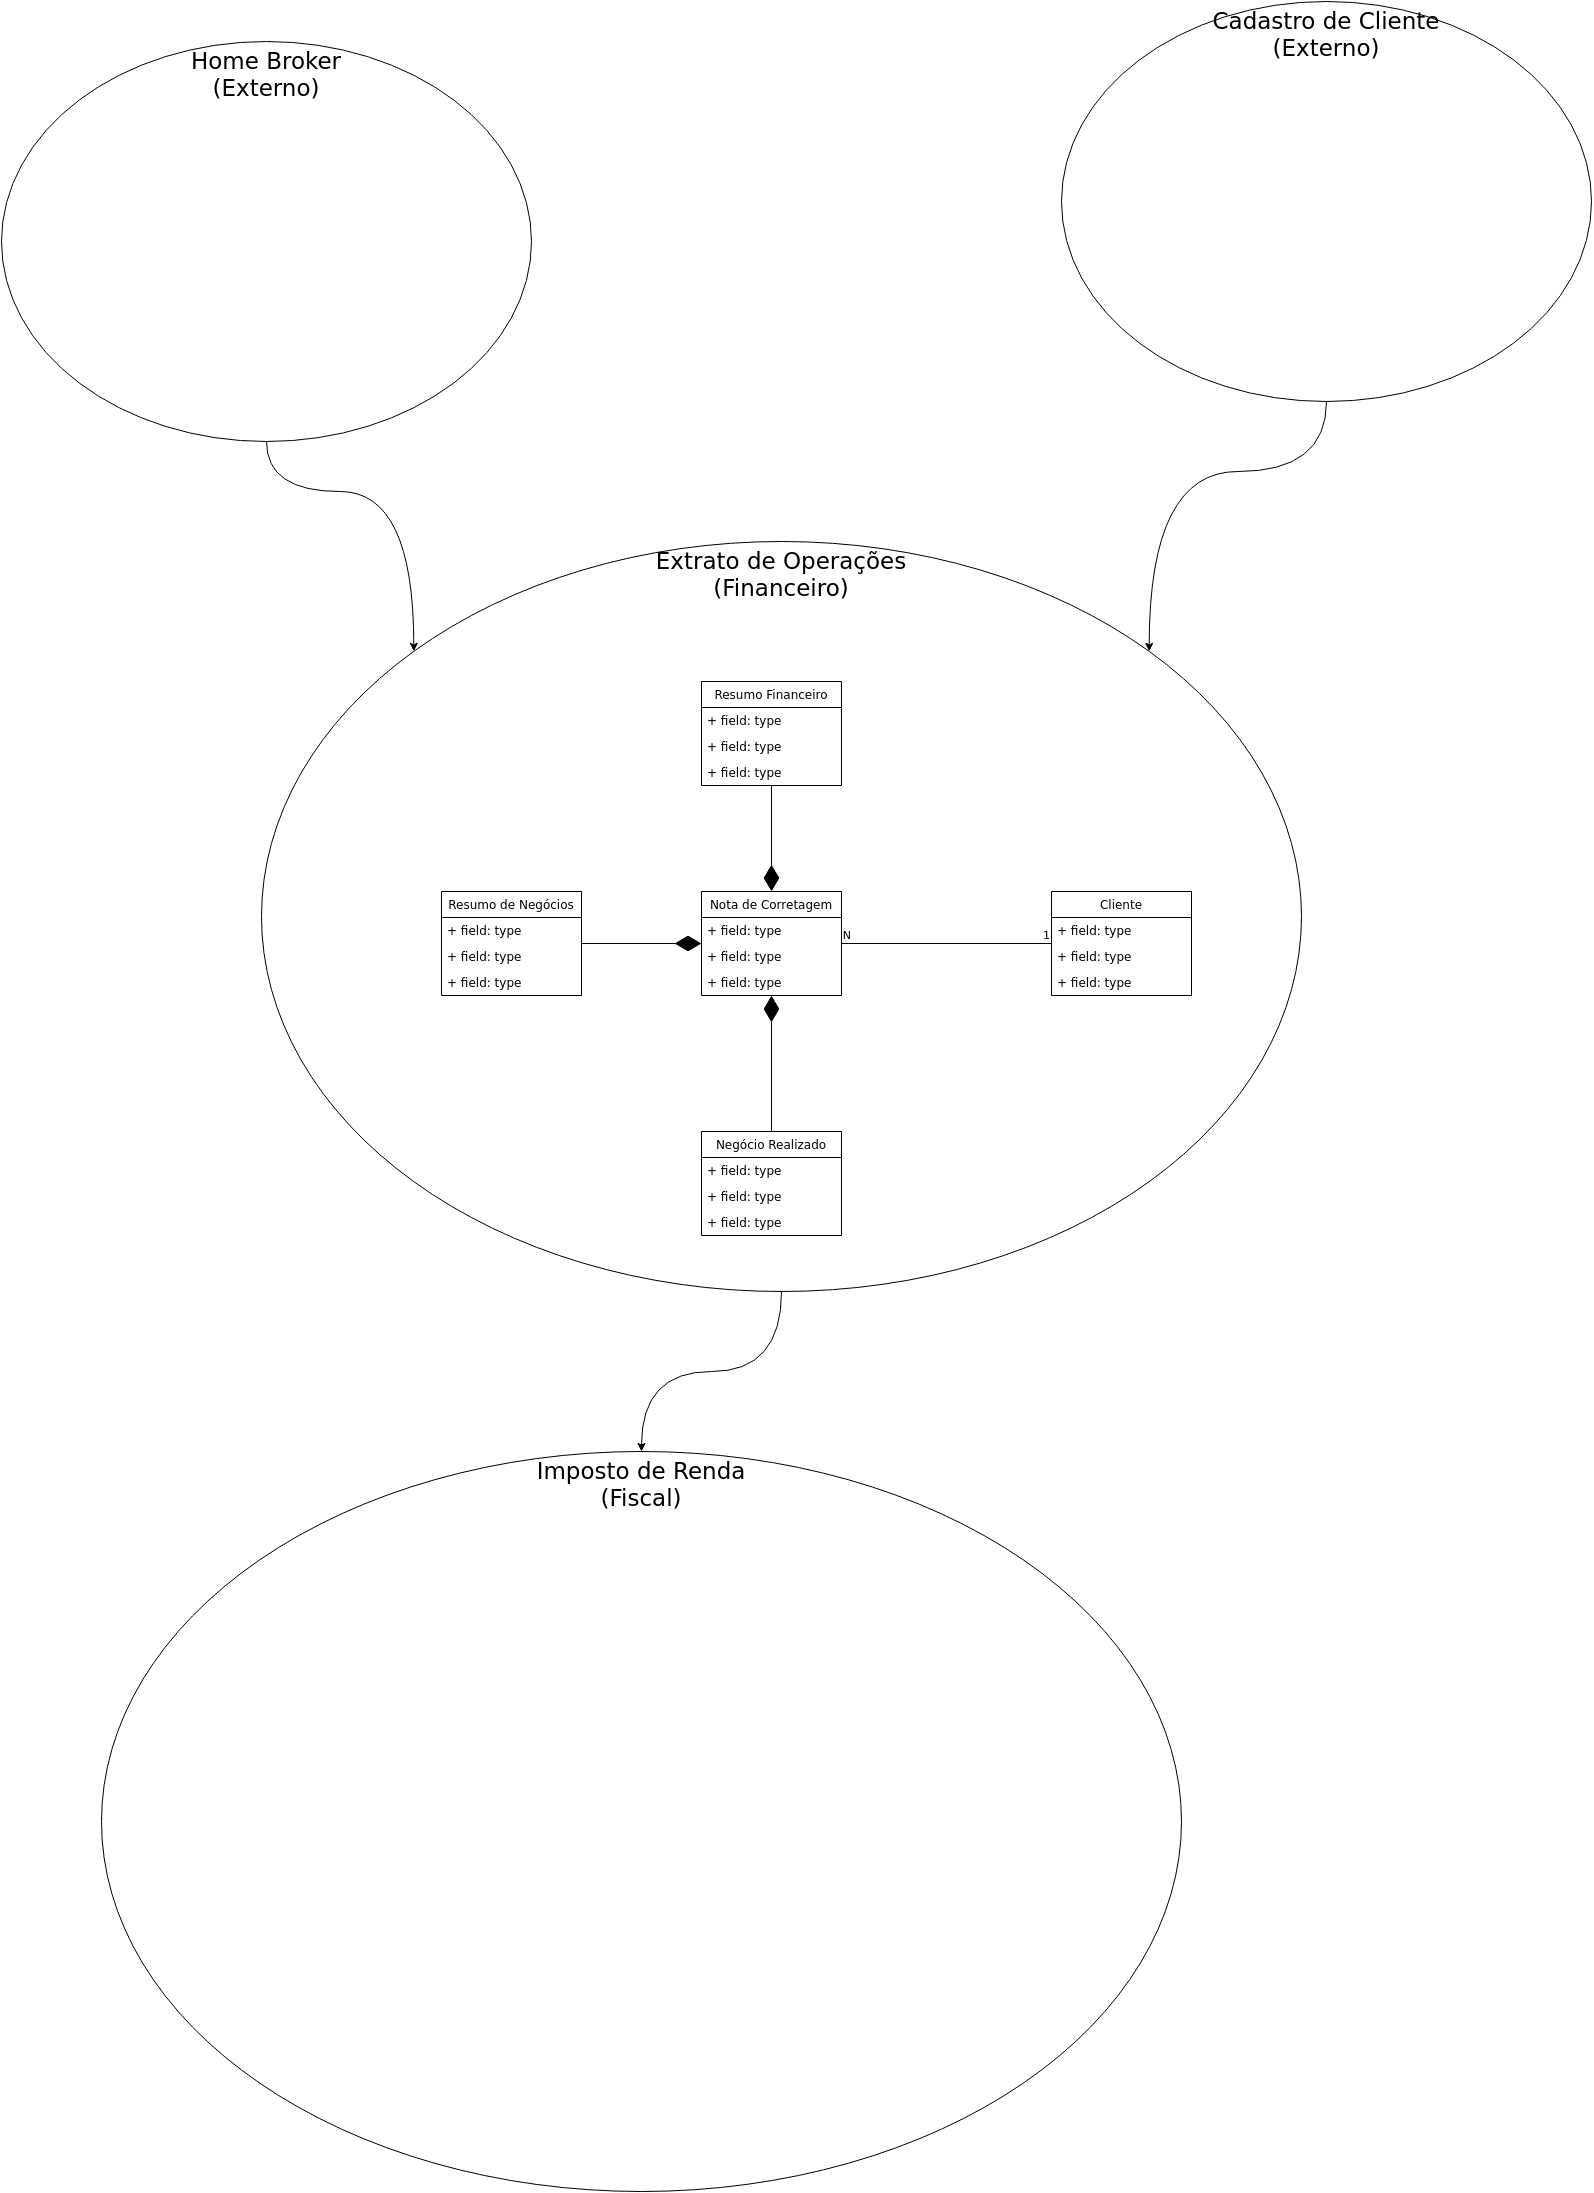 Cadastro de Cliente
(Externo)
Home Broker
(Externo)
Extrato de Operações
(Financeiro)
Resumo Financeiro
+ field: type
+ field: type
+ field: type
Resumo de Negócios
+ field: type
+ field: type
+ field: type
Nota de Corretagem
+ field: type
+ field: type
+ field: type
N
1
Cliente
+ field: type
+ field: type
+ field: type
Negócio Realizado
+ field: type
+ field: type
+ field: type
Imposto de Renda
(Fiscal)